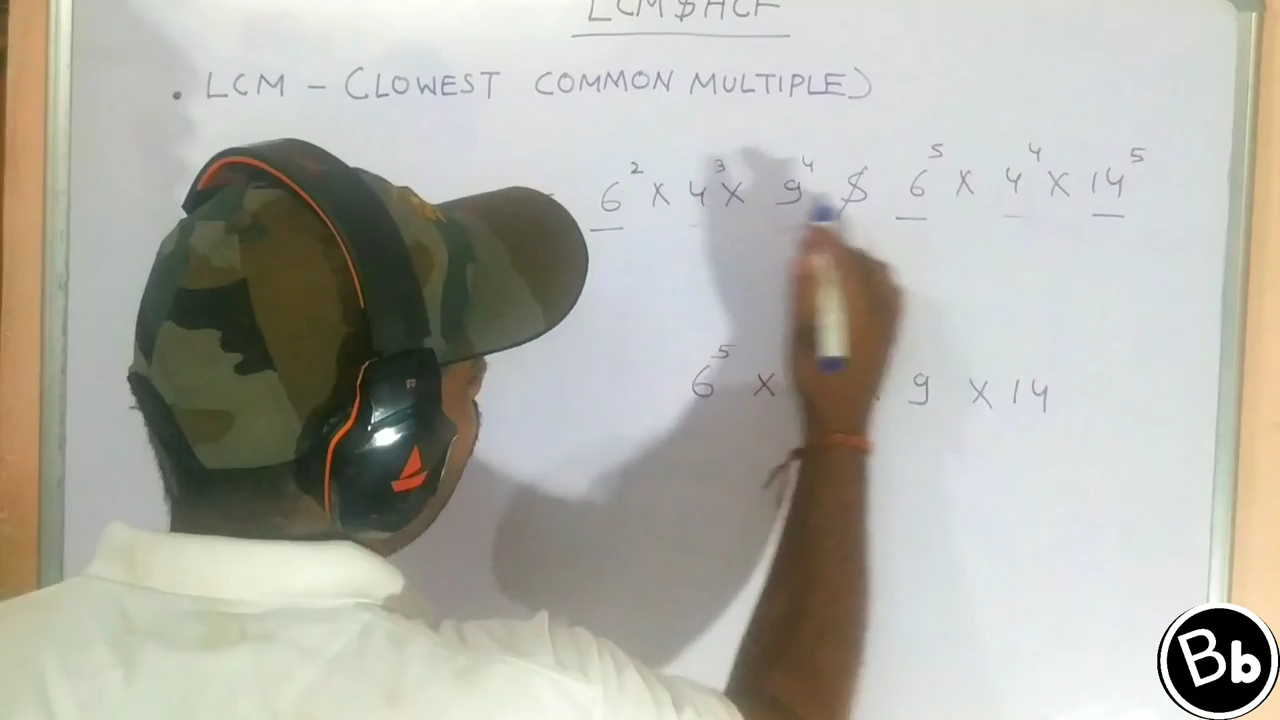 LCM $ HCF
. LCM - (LOWEST COMMON MULTIPLE)
6² x 4³ x 9⁴ $ 6⁵ x 4⁴ x 14⁵
6⁵ x 9 x 14
Bb